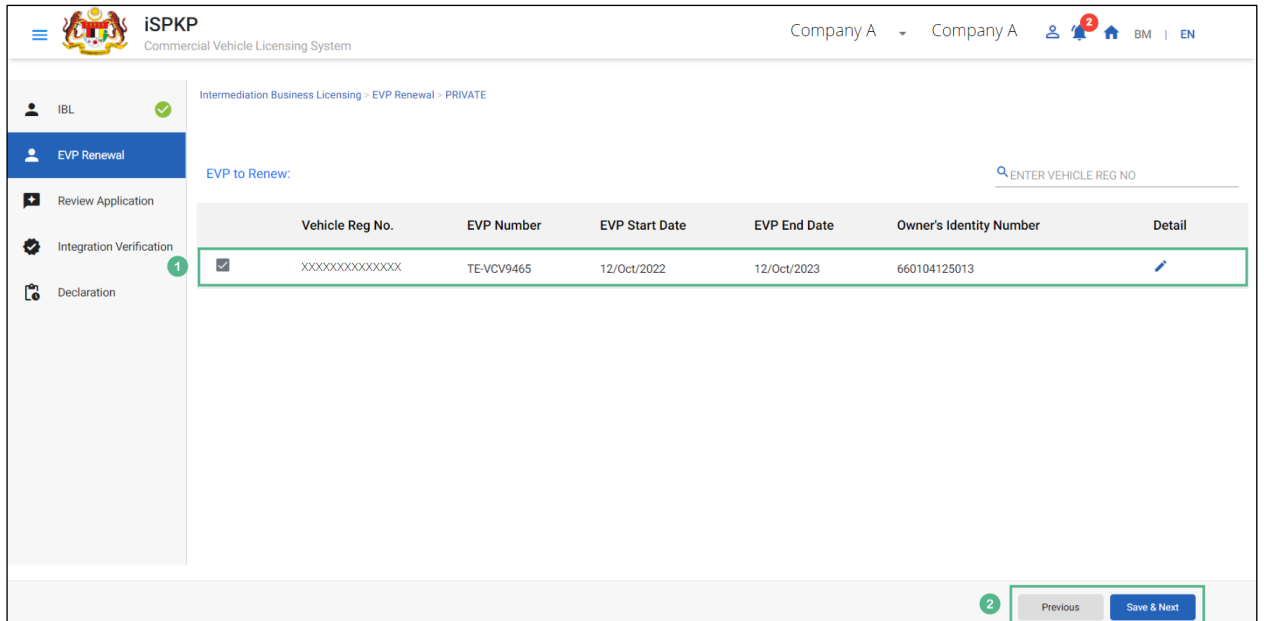 iSPKP
Commercial Vehicle Licensing System
Company A Company A 2 BM | EN
IBL
EVP Renewal
Review Application
Integration Verification
Declaration
Intermediation Business Licensing > EVP Renewal > PRIVATE
EVP to Renew: ENTER VEHICLE REG NO
Vehicle Reg No. EVP Number EVP Start Date EVP End Date Owner's Identity Number Detail
1 XXXXXXXXXXXXXX TE-VCV9465 12/Oct/2022 12/Oct/2023 660104125013
2 Previous Save & Next